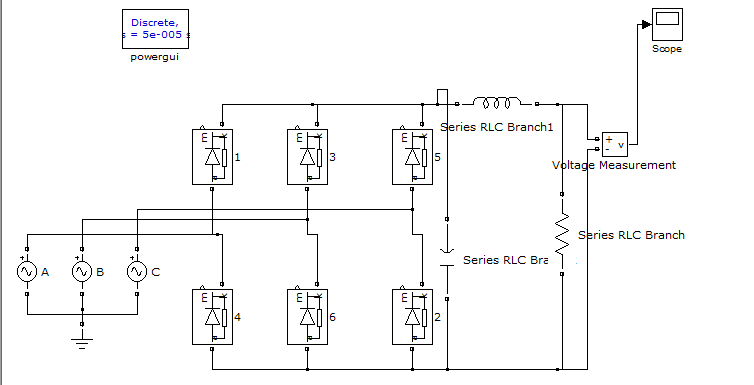 Discrete,
s = 5e-005 s
powergui
Scope
Series RLC Branch1
E
1
E
3
E
5
+
-
v
Voltage Measurement
Series RLC Branch
Series RLC Bra
+
A
+
B
+
C
E
4
E
6
E
2